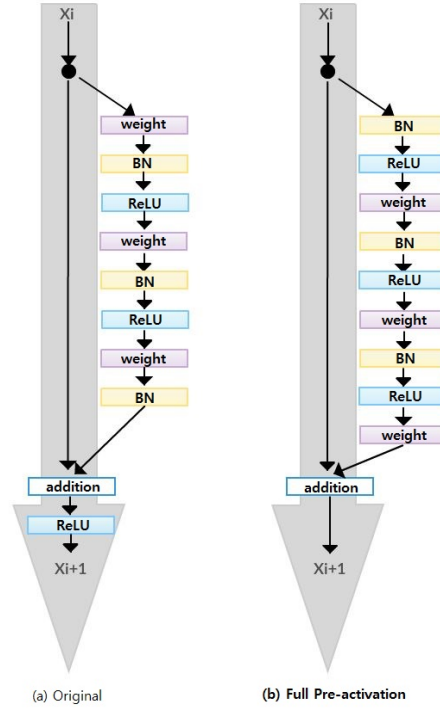 Xi
weight
BN
ReLU
weight
BN
ReLU
weight
BN
addition
ReLU
Xi+1
(a) Original
Xi
BN
ReLU
weight
BN
ReLU
weight
BN
ReLU
weight
addition
Xi+1
(b) Full Pre-activation